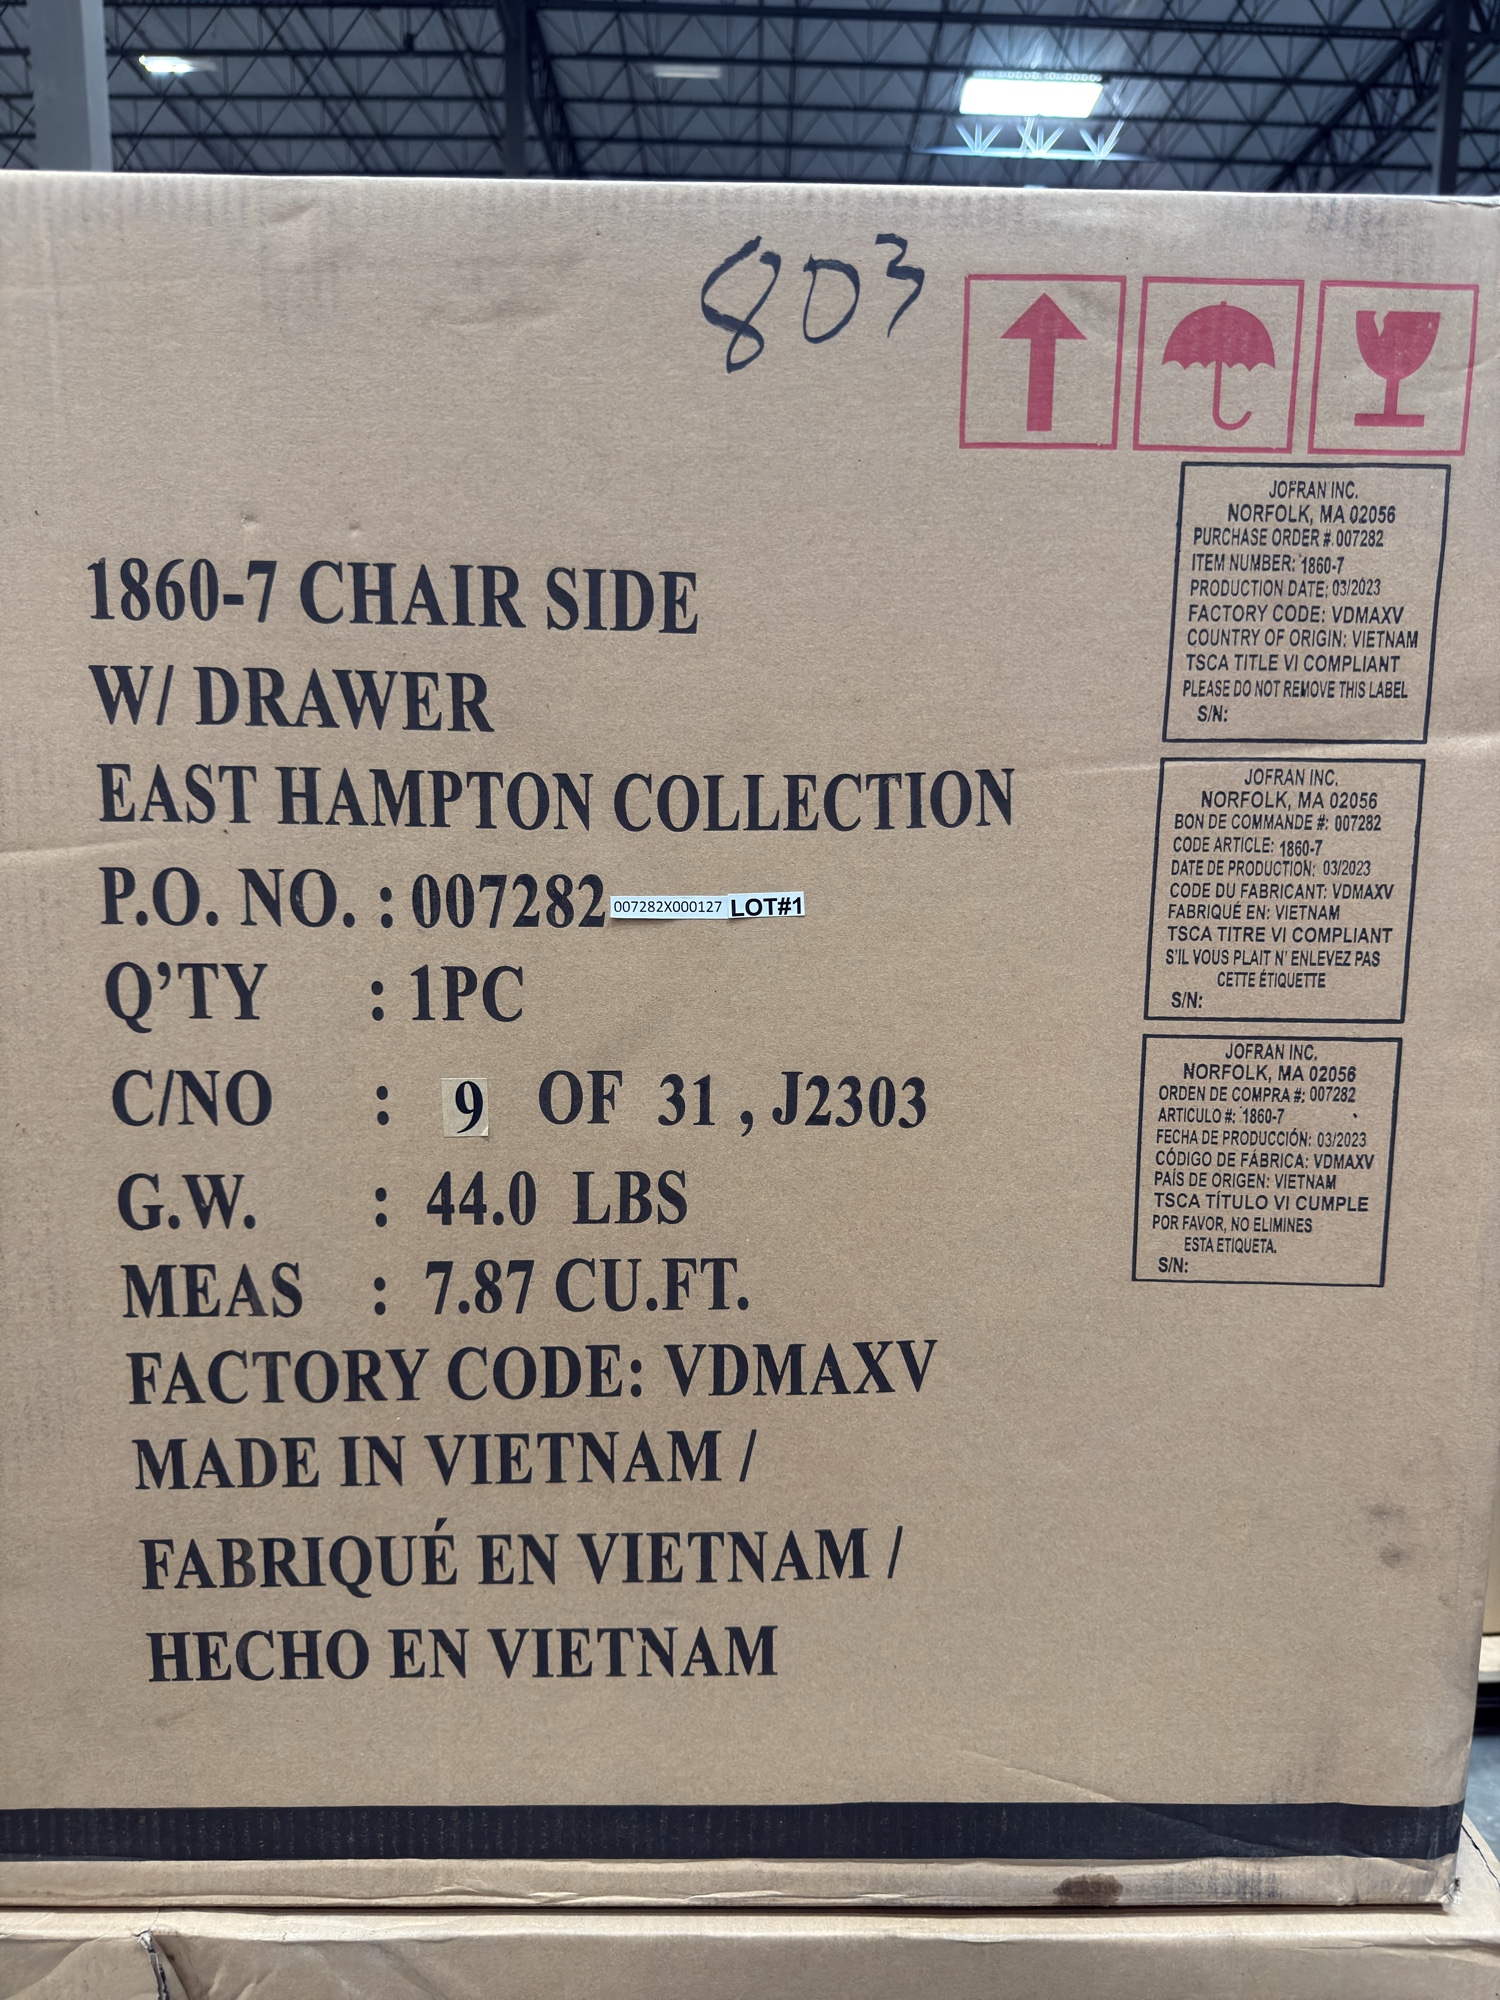 803
1860-7 CHAIR SIDE
W/ DRAWER
EAST HAMPTON COLLECTION
P.O. NO. : 007282 007282X000127 LOT#1
Q'TY : 1PC
C/NO : 9 OF 31 , J2303
G.W. : 44.0 LBS
MEAS : 7.87 CU.FT.
FACTORY CODE: VDMAXV
MADE IN VIETNAM /
FABRIQUÉ EN VIETNAM /
HECHO EN VIETNAM
JOFRAN INC.
NORFOLK, MA 02056
PURCHASE ORDER #: 007282
ITEM NUMBER: 1860-7
PRODUCTION DATE: 03/2023
FACTORY CODE: VDMAXV
COUNTRY OF ORIGIN: VIETNAM
TSCA TITLE VI COMPLIANT
PLEASE DO NOT REMOVE THIS LABEL
S/N:
JOFRAN INC.
NORFOLK, MA 02056
BON DE COMMANDE #: 007282
CODE ARTICLE: 1860-7
DATE DE PRODUCTION: 03/2023
CODE DU FABRICANT: VDMAXV
FABRIQUÉ EN: VIETNAM
TSCA TITRE VI COMPLIANT
S'IL VOUS PLAIT N' ENLEVEZ PAS
CETTE ÉTIQUETTE
S/N:
JOFRAN INC.
NORFOLK, MA 02056
ORDEN DE COMPRA #: 007282
ARTICULO #: 1860-7
FECHA DE PRODUCCIÓN: 03/2023
CÓDIGO DE FÁBRICA: VDMAXV
PAÍS DE ORIGEN: VIETNAM
TSCA TÍTULO VI CUMPLE
POR FAVOR, NO ELIMINES
ESTA ETIQUETA.
S/N: